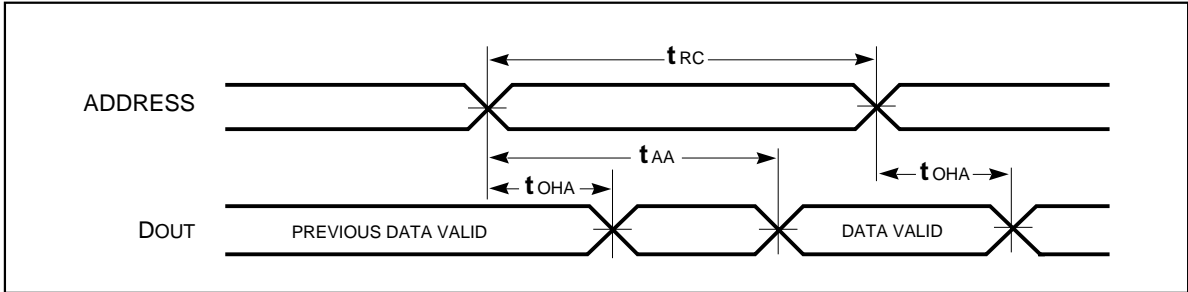 tRC
ADDRESS
tAA
tOHA
tOHA
DOUT
PREVIOUS DATA VALID
DATA VALID